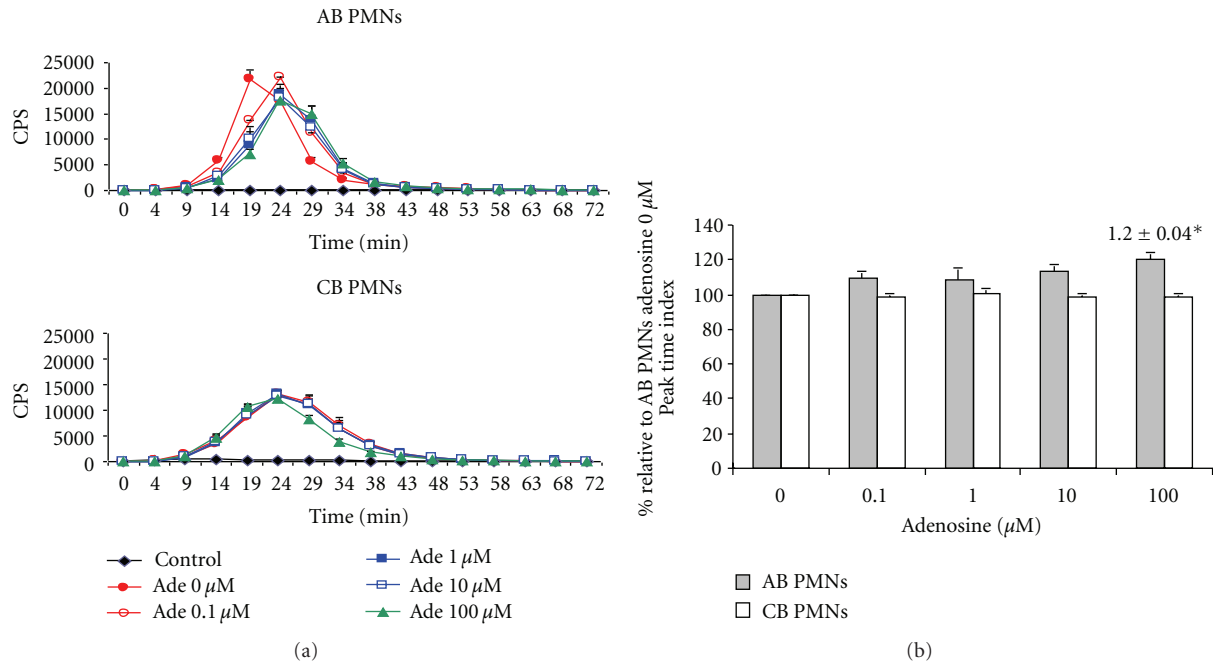 AB PMNs
25000
20000
15000
10000
5000
0
CPS
0 4 9 14 19 24 29 34 38 43 48 53 58 63 68 72
Time (min)
CB PMNs
25000
20000
15000
10000
5000
0
CPS
0 4 9 14 19 24 29 34 38 43 48 53 58 63 68 72
Time (min)
Control
Ade 0 μM
Ade 0.1 μM
Ade 1 μM
Ade 10 μM
Ade 100 μM
(a)
% relative to AB PMNs adenosine 0 μM
Peak time index
140
120
100
80
60
40
20
0
1.2 ± 0.04*
0 0.1 1 10 100
Adenosine (μM)
AB PMNs
CB PMNs
(b)